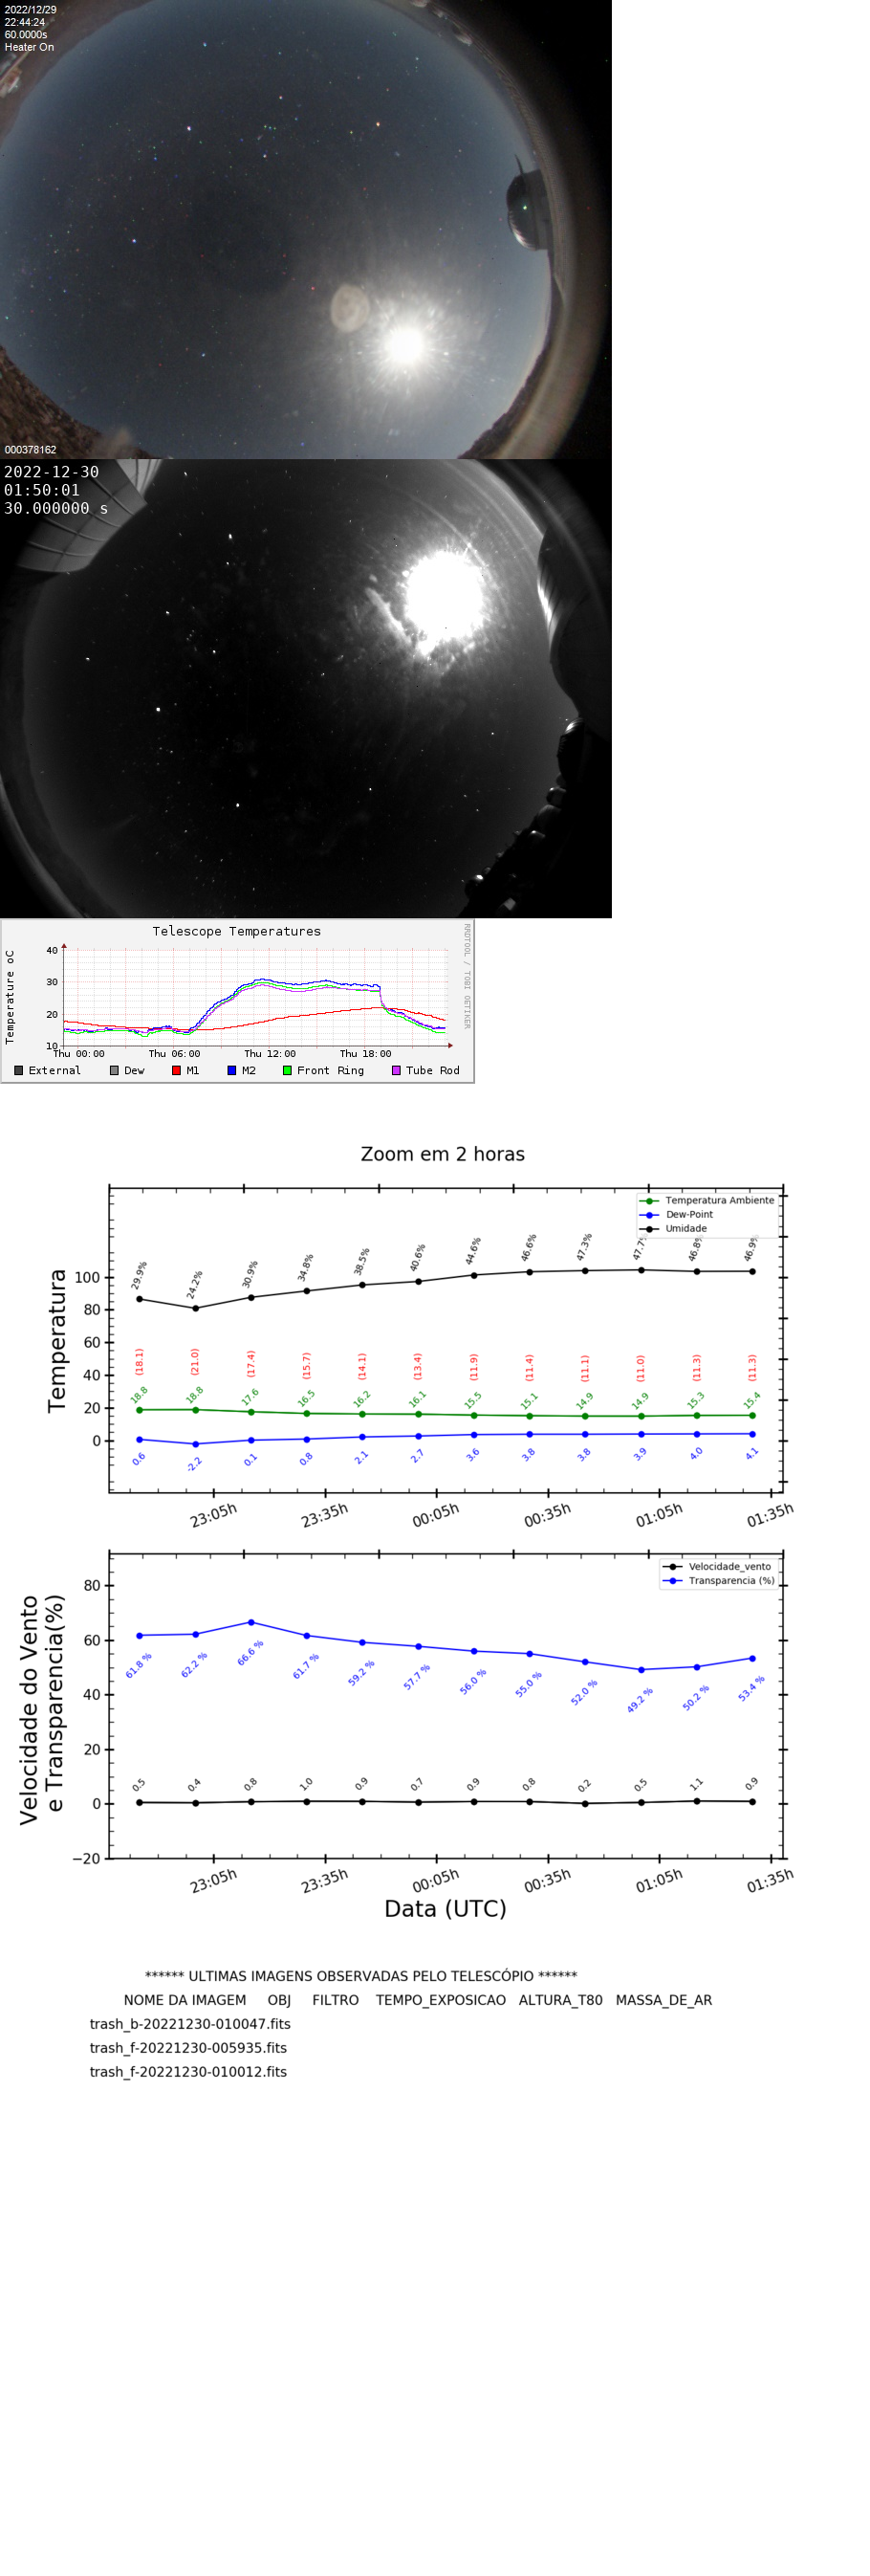 2022/12/29
22:44:24
60.0000s
Heater On
000378162
2022-12-30
01:50:01
30.000000 s
Telescope Temperatures
RRDTOOL / TOBI OETIKER
Temperature oC
40
30
20
10
Thu 00:00 Thu 06:00 Thu 12:00 Thu 18:00
External Dew M1 M2 Front Ring Tube Rod
Zoom em 2 horas
Temperatura Ambiente
Dew-Point
Umidade
Temperatura
100
80
60
40
20
0
29.9% 24.2% 30.9% 34.8% 38.5% 40.6% 44.6% 46.6% 47.3% 47.7% 46.8% 46.9%
(18.1) (21.0) (17.4) (15.7) (14.1) (13.4) (11.9) (11.4) (11.1) (11.0) (11.3) (11.3)
18.8 18.8 17.6 16.5 16.2 16.1 15.5 15.1 14.9 14.9 15.3 15.4
0.6 -2.2 0.1 0.8 2.1 2.7 3.6 3.8 3.8 3.9 4.0 4.1
23:05h 23:35h 00:05h 00:35h 01:05h 01:35h
Velocidade_vento
Transparencia (%)
Velocidade do Vento
e Transparencia(%)
80
60
40
20
0
−20
61.8 % 62.2 % 66.6 % 61.7 % 59.2 % 57.7 % 56.0 % 55.0 % 52.0 % 49.2 % 50.2 % 53.4 %
0.5 0.4 0.8 1.0 0.9 0.7 0.9 0.8 0.2 0.5 1.1 0.9
23:05h 23:35h 00:05h 00:35h 01:05h 01:35h
Data (UTC)
****** ULTIMAS IMAGENS OBSERVADAS PELO TELESCÓPIO ******
NOME DA IMAGEM OBJ FILTRO TEMPO_EXPOSICAO ALTURA_T80 MASSA_DE_AR
trash_b-20221230-010047.fits
trash_f-20221230-005935.fits
trash_f-20221230-010012.fits